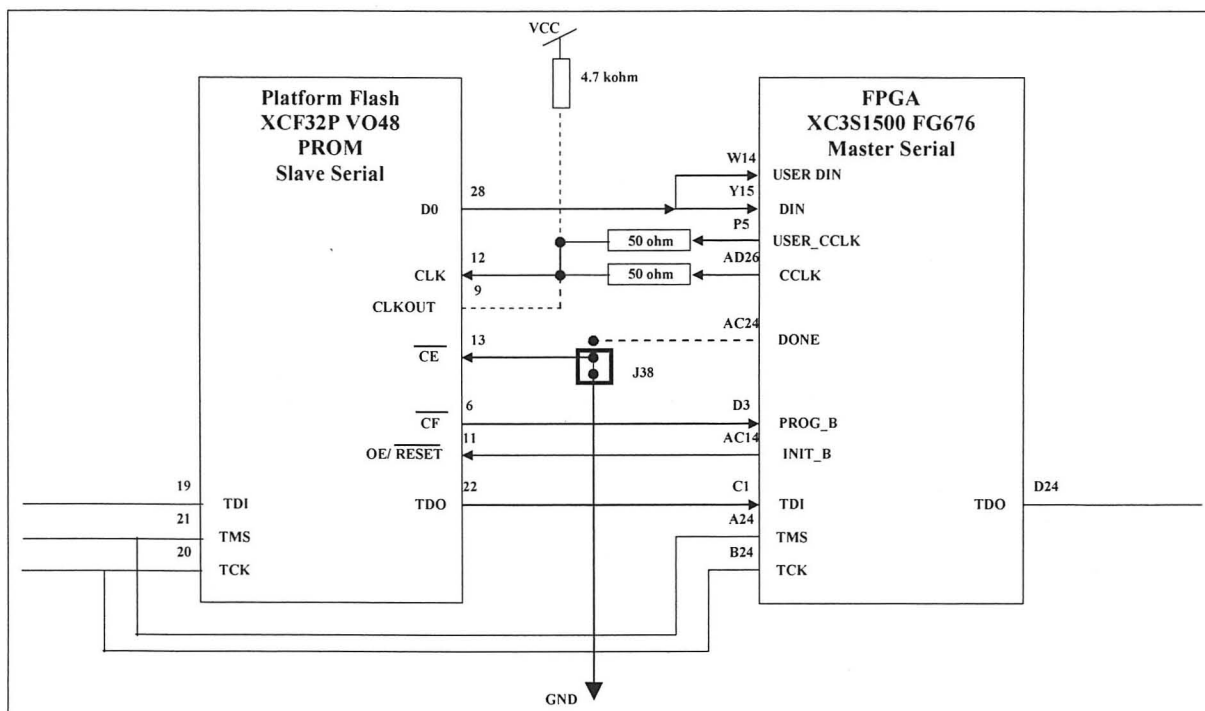 VCC
4.7 kohm
Platform Flash
XCF32P VO48
PROM
Slave Serial
FPGA
XC3S1500 FG676
Master Serial
28
D0
12
CLK
9
CLKOUT
13
CE
6
CF
11
OE/ RESET
22
TDO
19
TDI
21
TMS
20
TCK
50 ohm
50 ohm
J38
GND
W14
USER DIN
Y15
DIN
P5
USER_CCLK
AD26
CCLK
AC24
DONE
D3
PROG_B
AC14
INIT_B
C1
TDI
A24
TMS
B24
TCK
D24
TDO